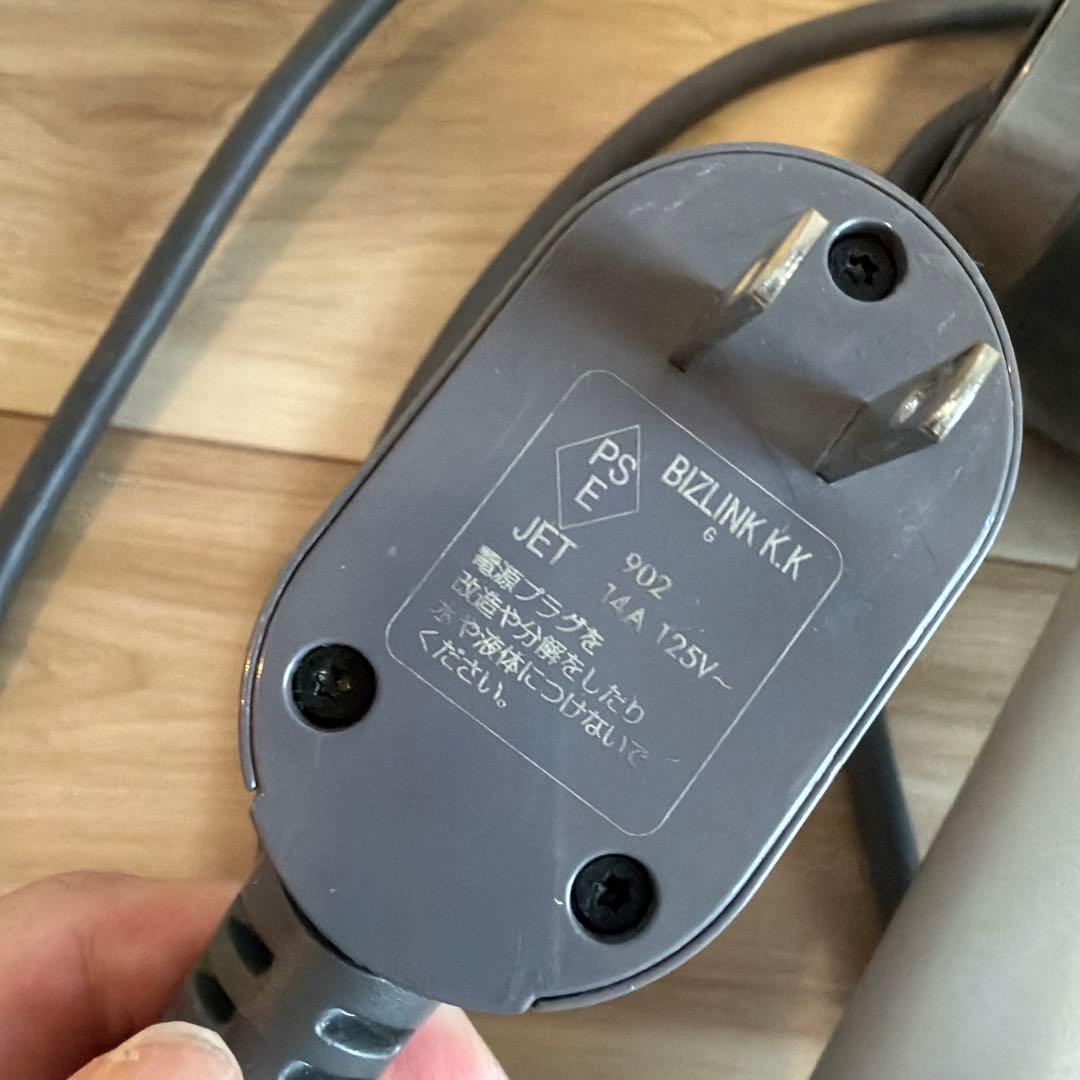 PS
E
BIZLINK K.K
G
JET
902
14A 125V~
電源プラグを
改造や分解をしたり
水や液体につけないで
ください。